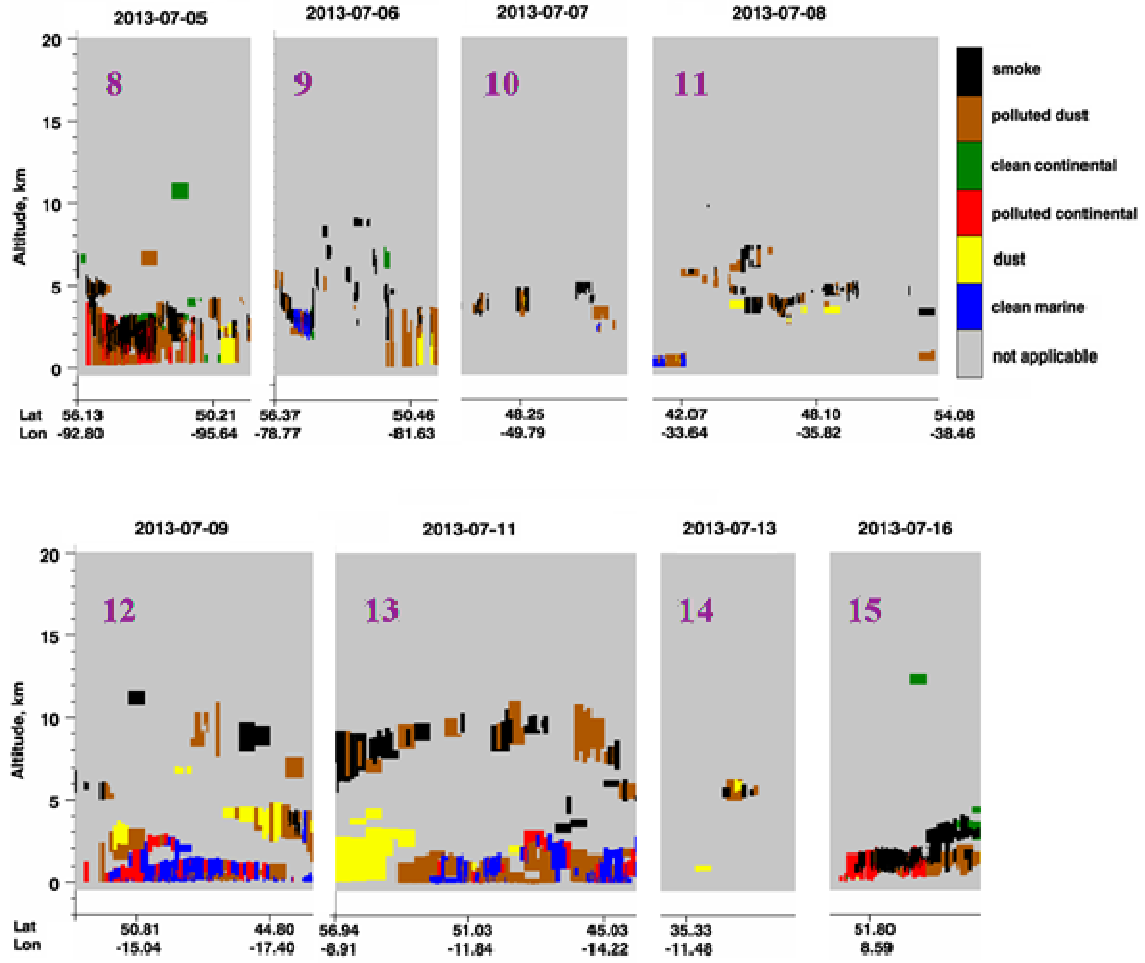 2013-07-05 2013-07-06 2013-07-07 2013-07-08
20
8 9 10 11
15
10
5
0
Altitude, km
smoke
polluted dust
clean continental
polluted continental
dust
clean marine
not applicable
Lat 56.13 50.21 56.37 50.46 48.25 42.07 48.10 54.08
Lon -92.80 -95.64 -78.77 -81.63 -49.79 -33.64 -35.82 -38.46
2013-07-09 2013-07-11 2013-07-13 2013-07-16
20
12 13 14 15
15
10
5
0
Altitude, km
Lat 50.81 44.80 56.94 51.03 45.03 35.33 51.80
Lon -15.04 -17.40 -8.91 -11.84 -14.22 -11.48 8.59